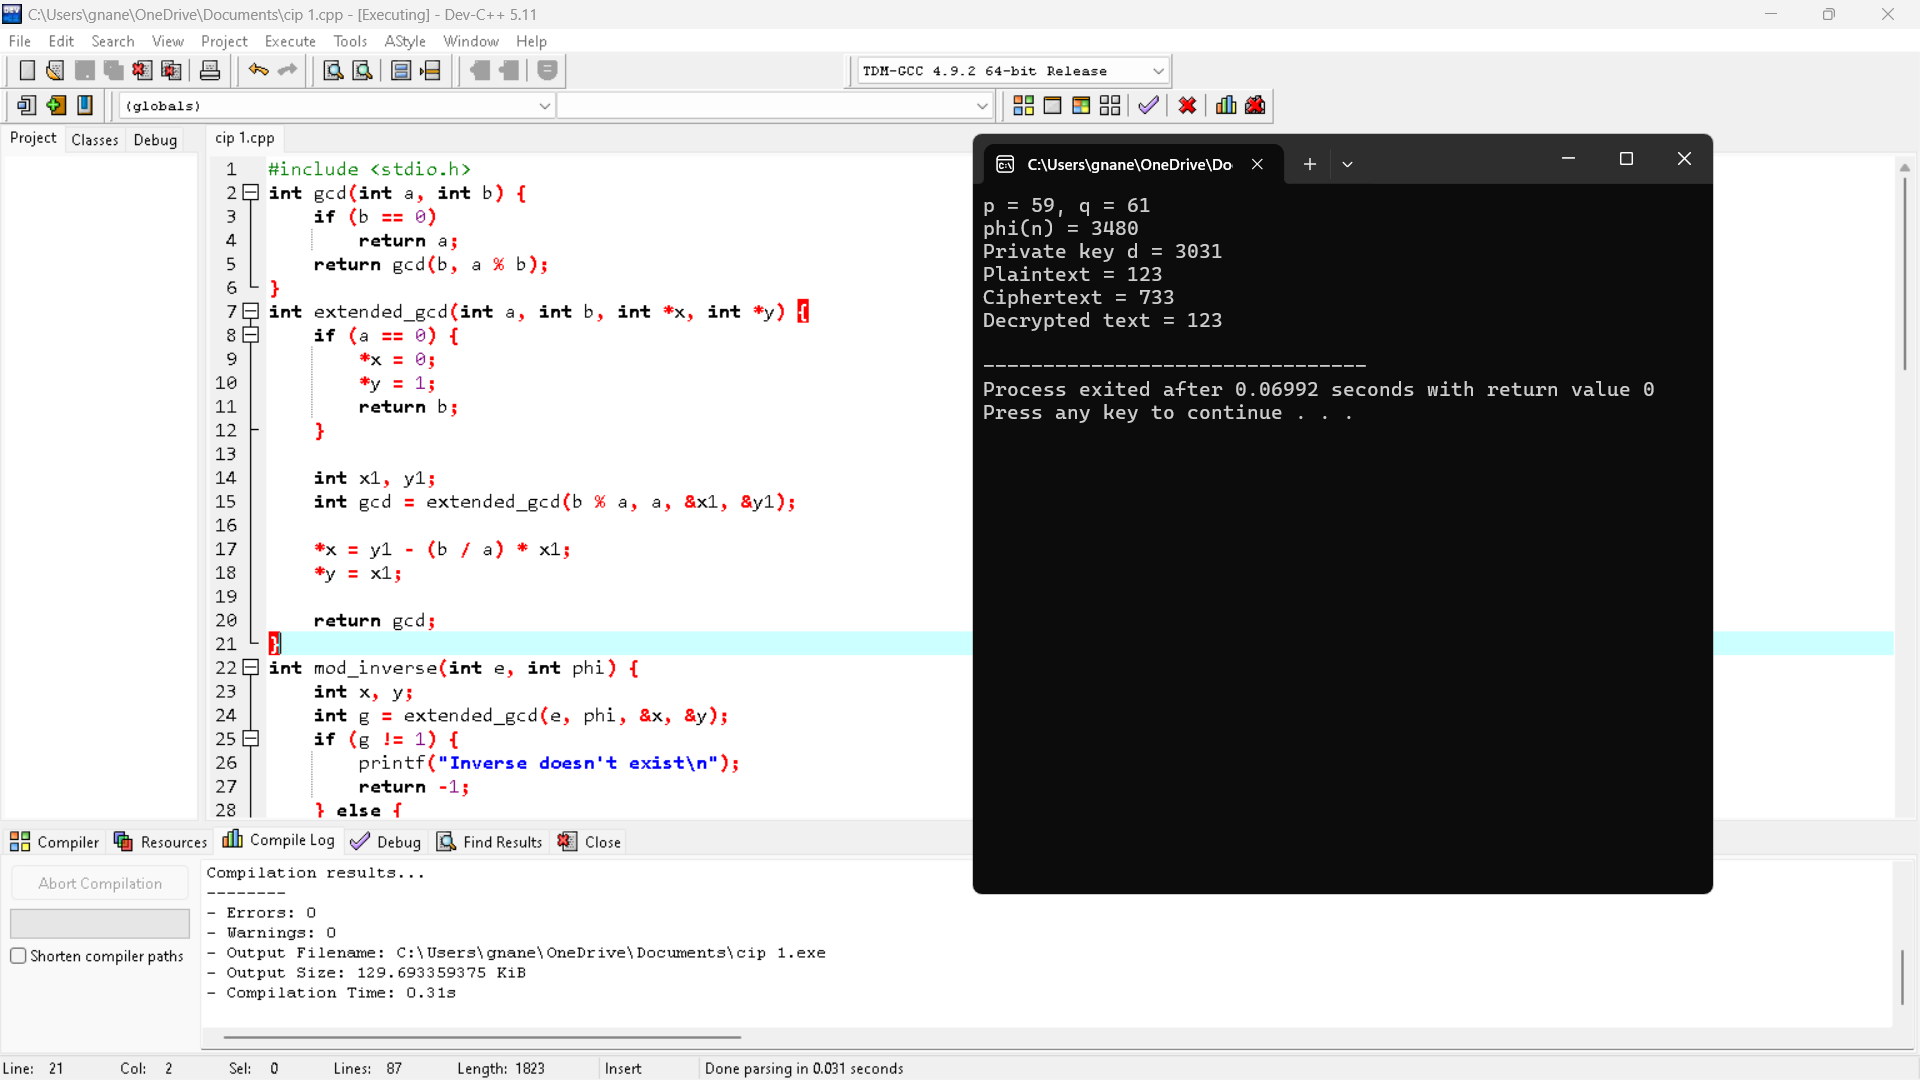 C:\Users\gnane\OneDrive\Documents\cip 1.cpp - [Executing] - Dev-C++ 5.11
File Edit Search View Project Execute Tools AStyle Window Help
TDM-GCC 4.9.2 64-bit Release
(globals)
Project Classes Debug
cip 1.cpp
1 #include <stdio.h>
2 int gcd(int a, int b) {
3 if (b == 0)
4 return a;
5 return gcd(b, a % b);
6 }
7 int extended_gcd(int a, int b, int *x, int *y) {
8 if (a == 0) {
9 *x = 0;
10 *y = 1;
11 return b;
12 }
13
14 int x1, y1;
15 int gcd = extended_gcd(b % a, a, &x1, &y1);
16
17 *x = y1 - (b / a) * x1;
18 *y = x1;
19
20 return gcd;
21 }
22 int mod_inverse(int e, int phi) {
23 int x, y;
24 int g = extended_gcd(e, phi, &x, &y);
25 if (g != 1) {
26 printf("Inverse doesn't exist\n");
27 return -1;
28 } else {
C:\Users\gnane\OneDrive\Do
p = 59, q = 61
phi(n) = 3480
Private key d = 3031
Plaintext = 123
Ciphertext = 733
Decrypted text = 123
--------------------------------
Process exited after 0.06992 seconds with return value 0
Press any key to continue . . .
Compiler Resources Compile Log Debug Find Results Close
Abort Compilation
Shorten compiler paths
Compilation results...
--------
- Errors: 0
- Warnings: 0
- Output Filename: C:\Users\gnane\OneDrive\Documents\cip 1.exe
- Output Size: 129.693359375 KiB
- Compilation Time: 0.31s
Line: 21 Col: 2 Sel: 0 Lines: 87 Length: 1823 Insert Done parsing in 0.031 seconds